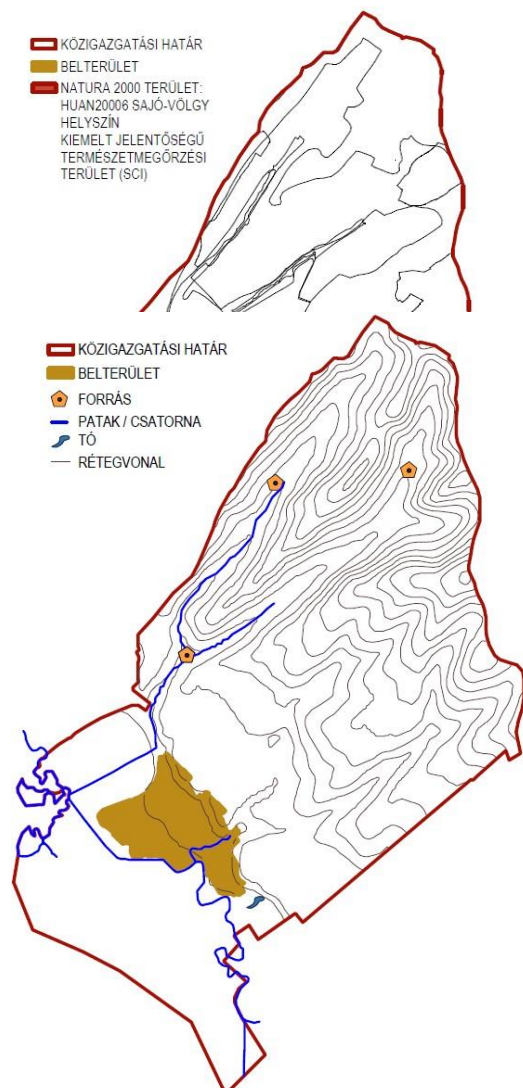 KÖZIGAZGATÁSI HATÁR
BELTERÜLET
NATURA 2000 TERÜLET:
HUAN20006 SAJÓ-VÖLGY
HELYSZÍN
KIEMELT JELENTŐSÉGŰ
TERMÉSZETMEGŐRZÉSI
TERÜLET (SCI)
KÖZIGAZGATÁSI HATÁR
BELTERÜLET
FORRÁS
PATAK / CSATORNA
TÓ
RÉTEGVONAL